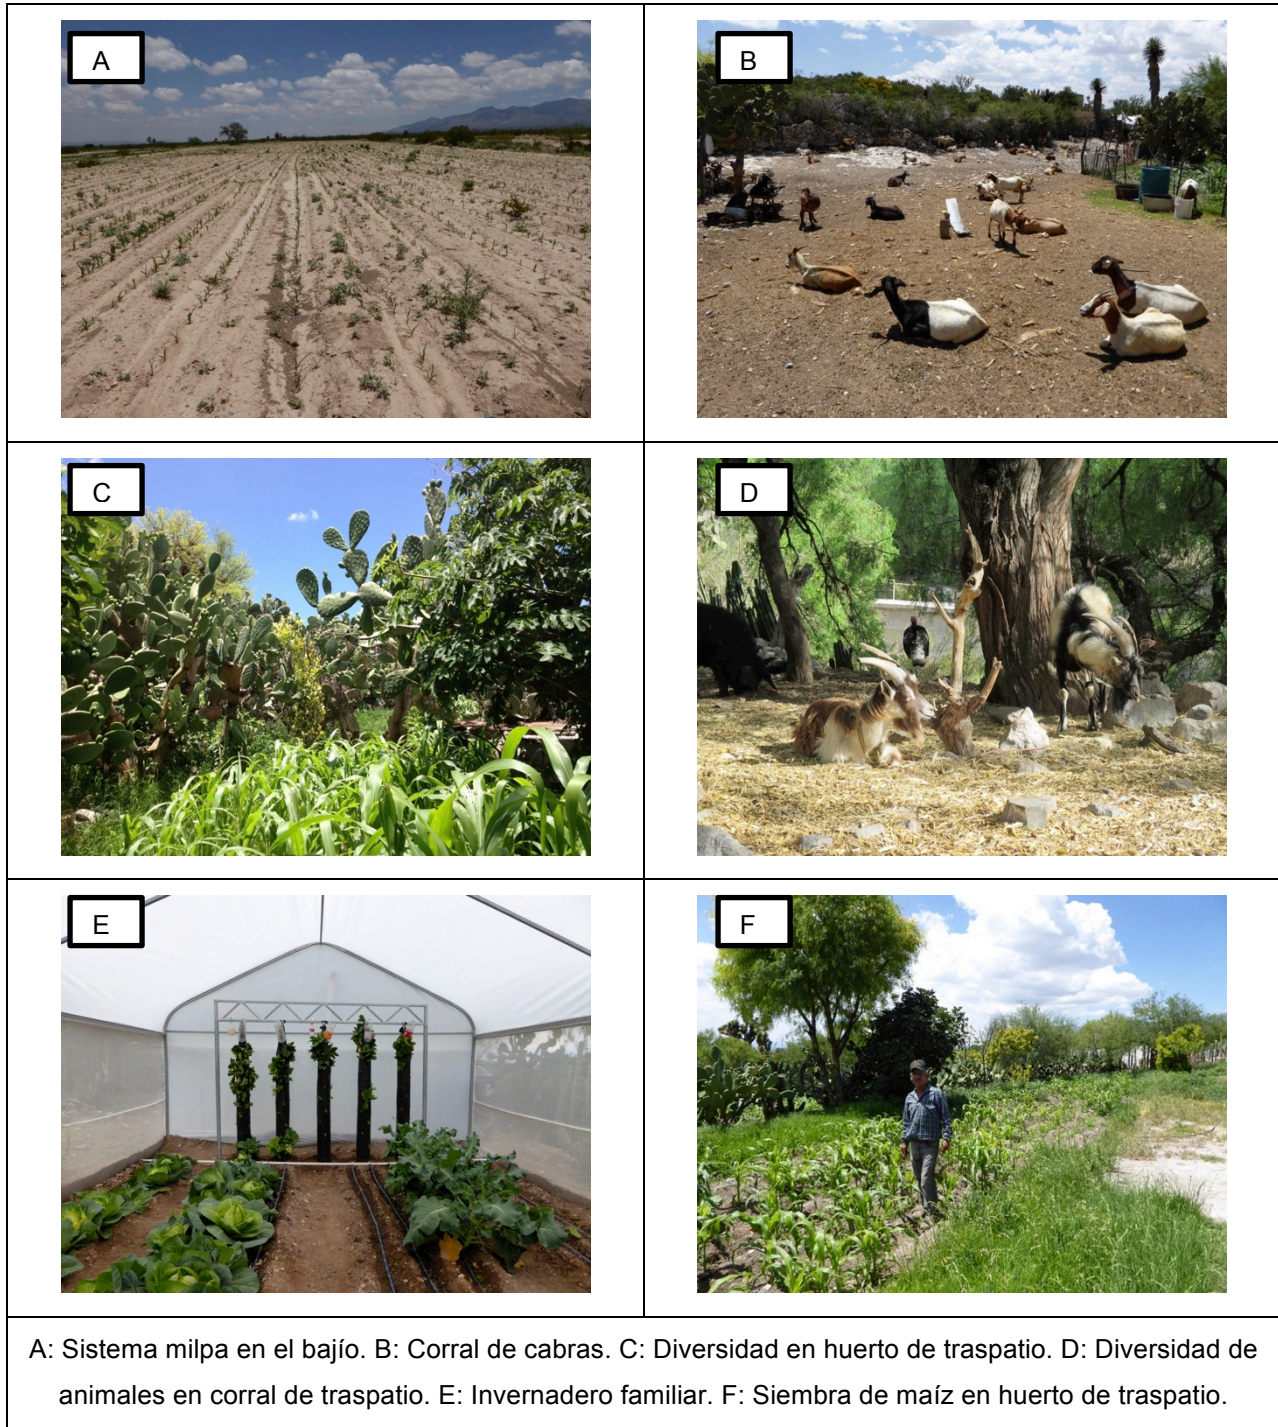 A
B
C
D
E
F
A: Sistema milpa en el bajío. B: Corral de cabras. C: Diversidad en huerto de traspatio. D: Diversidad de
animales en corral de traspatio. E: Invernadero familiar. F: Siembra de maíz en huerto de traspatio.